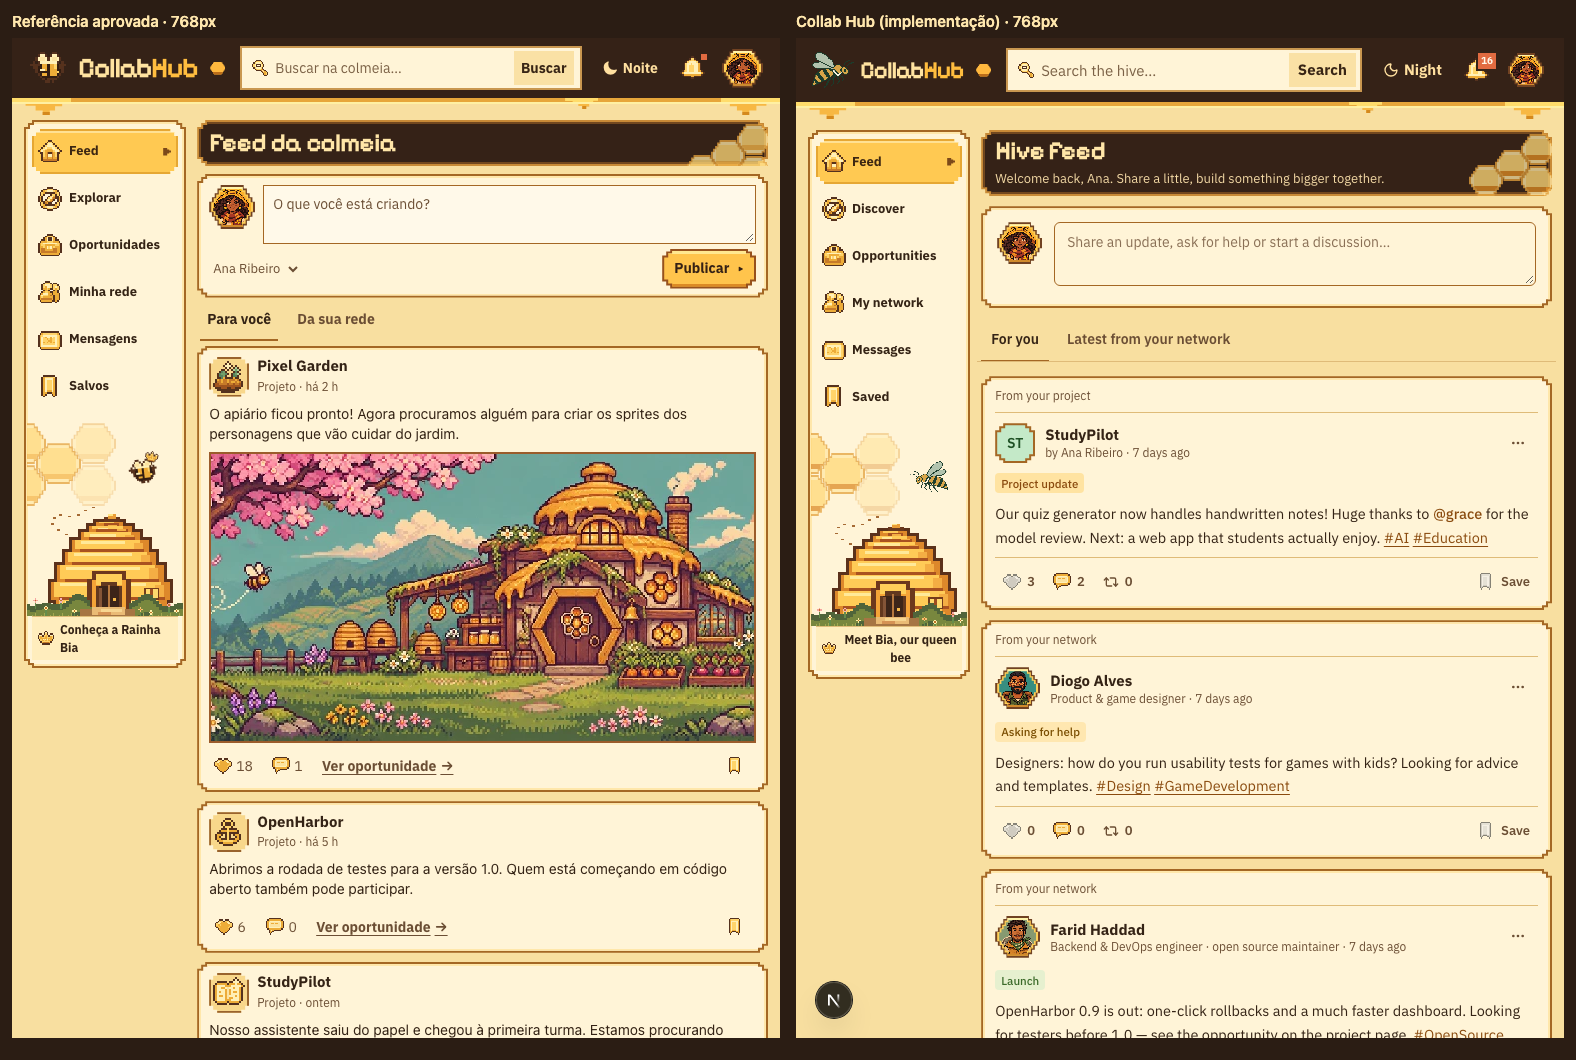 Referência aprovada · 768px
CollabHub
Buscar na colmeia...
Buscar
Noite
Feed
Explorar
Oportunidades
Minha rede
Mensagens
Salvos
Conheça a Rainha
Bia
Feed da colmeia
O que você está criando?
Ana Ribeiro
Publicar
Para você
Da sua rede
Pixel Garden
Projeto · há 2 h
O apiário ficou pronto! Agora procuramos alguém para criar os sprites dos
personagens que vão cuidar do jardim.
18
1
Ver oportunidade →
OpenHarbor
Projeto · há 5 h
Abrimos a rodada de testes para a versão 1.0. Quem está começando em código
aberto também pode participar.
6
0
Ver oportunidade →
StudyPilot
Projeto · ontem
Nosso assistente saiu do papel e chegou à primeira turma. Estamos procurando
Collab Hub (implementação) · 768px
CollabHub
Search the hive...
Search
Night
16
Feed
Discover
Opportunities
My network
Messages
Saved
Meet Bia, our queen
bee
Hive Feed
Welcome back, Ana. Share a little, build something bigger together.
Share an update, ask for help or start a discussion...
For you
Latest from your network
From your project
ST
StudyPilot
by Ana Ribeiro · 7 days ago
Project update
Our quiz generator now handles handwritten notes! Huge thanks to @grace for the
model review. Next: a web app that students actually enjoy. #AI #Education
3
2
0
Save
From your network
Diogo Alves
Product & game designer · 7 days ago
Asking for help
Designers: how do you run usability tests for games with kids? Looking for advice
and templates. #Design #GameDevelopment
0
0
0
Save
From your network
Farid Haddad
Backend & DevOps engineer · open source maintainer · 7 days ago
Launch
OpenHarbor 0.9 is out: one-click rollbacks and a much faster dashboard. Looking
for testers before 1.0 — see the opportunity on the project page. #OpenSource
N